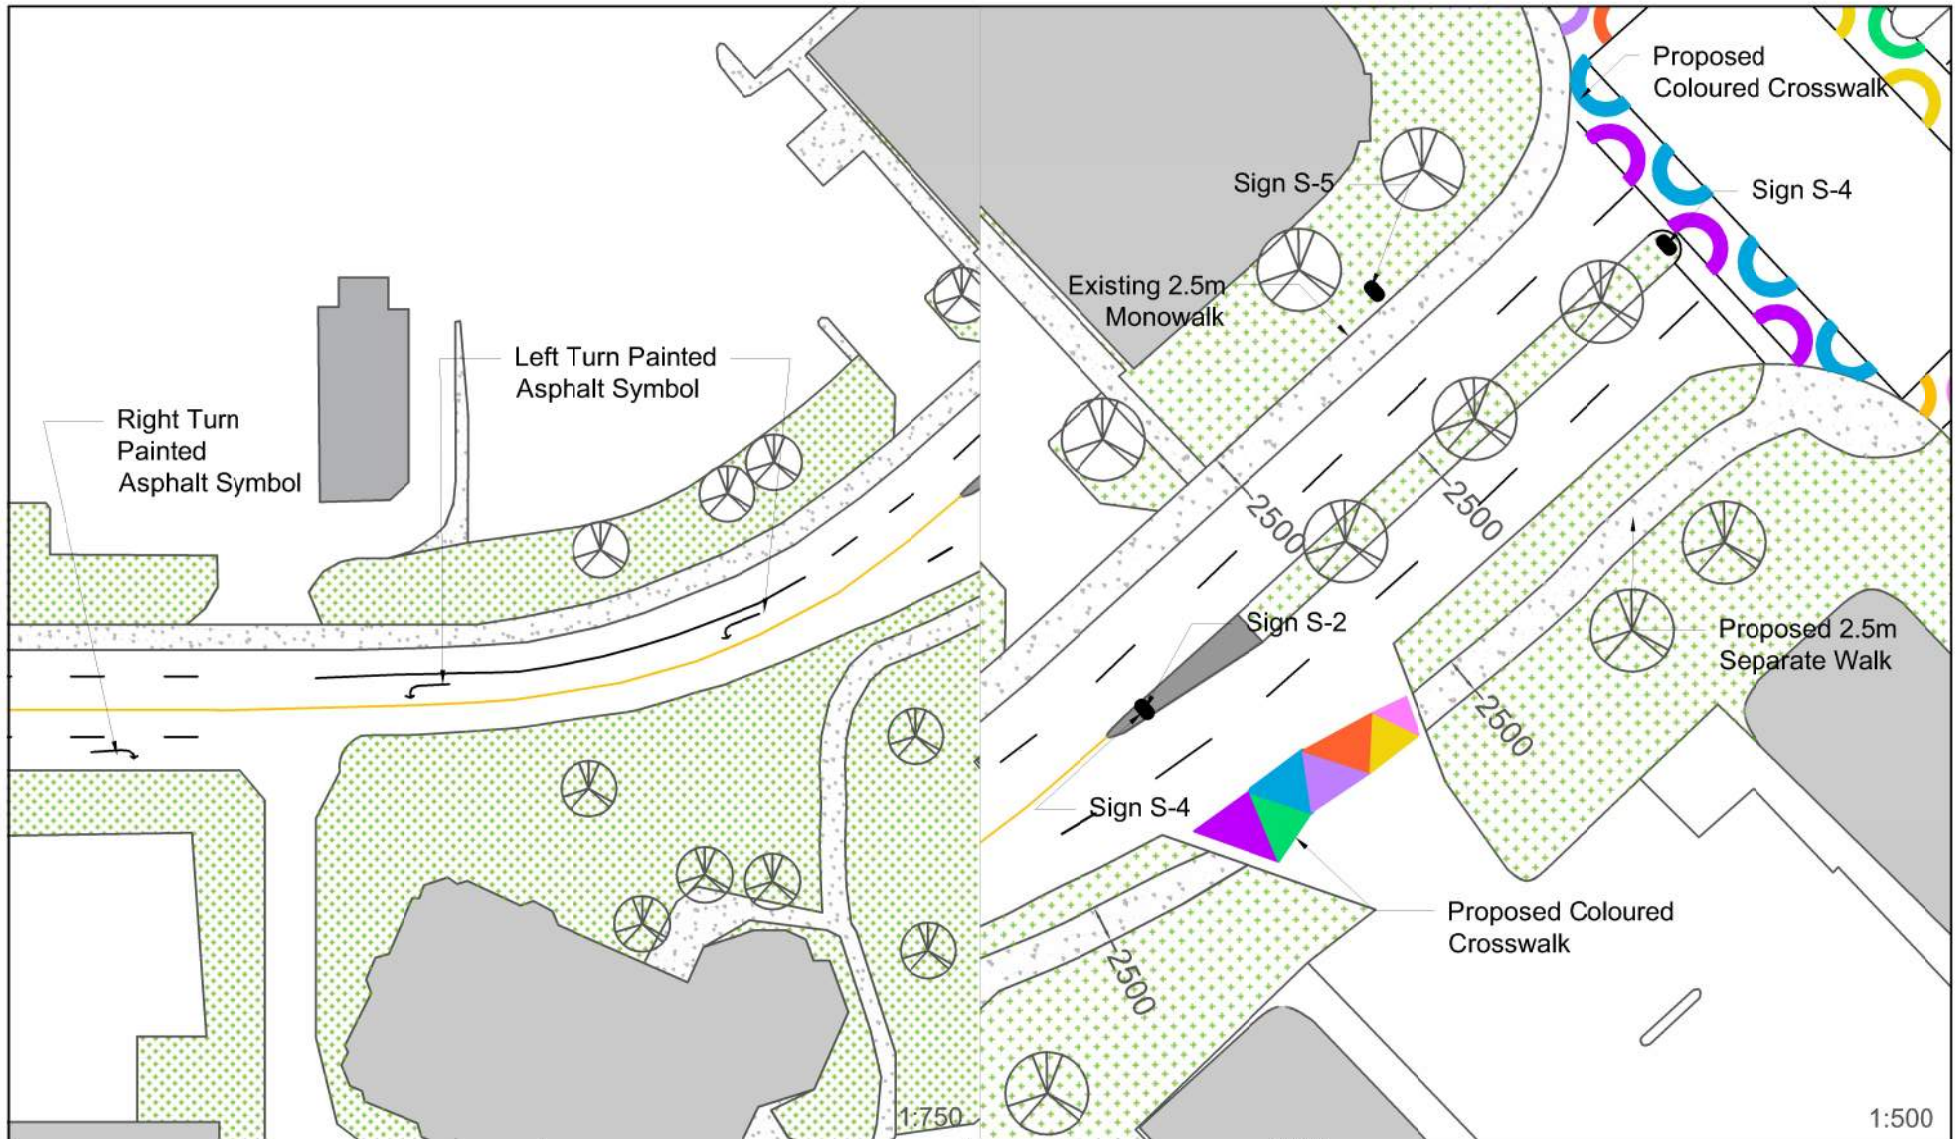 Right Turn
Painted
Asphalt Symbol
Left Turn Painted
Asphalt Symbol
1:750
Proposed
Coloured Crosswalk
Sign S-5
Sign S-4
Existing 2.5m
Monowalk
2500
2500
Sign S-2
Proposed 2.5m
Separate Walk
2500
Sign S-4
Proposed Coloured
Crosswalk
2500
1:500